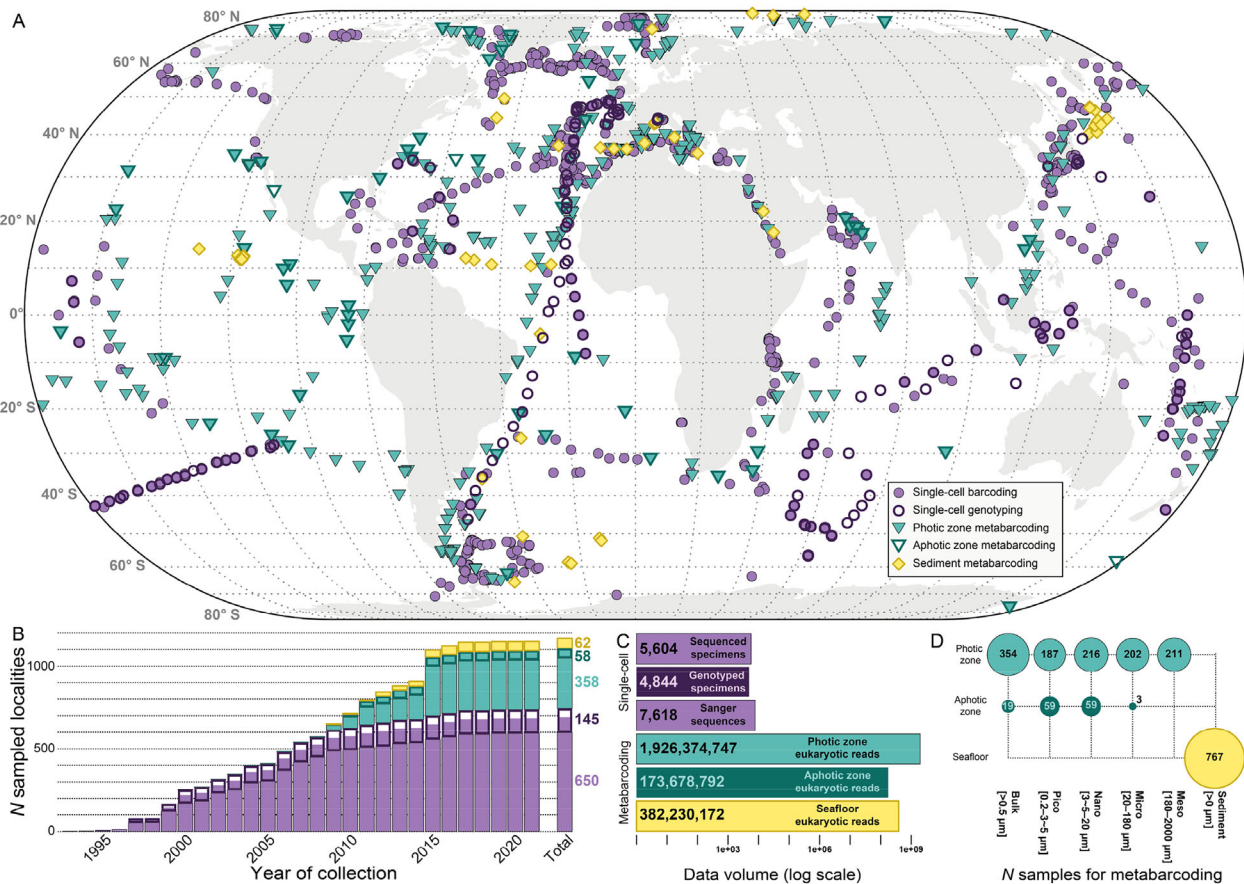 A
80° N
60° N
40° N
20° N
0°
20° S
40° S
60° S
80° S
Single-cell barcoding
Single-cell genotyping
Photic zone metabarcoding
Aphotic zone metabarcoding
Sediment metabarcoding
B
N sampled localities
1000
500
0
1995
2000
2005
2010
2015
2020
Total
Year of collection
62
58
358
145
650
C
Single-cell
Metabarcoding
5,604 Sequenced specimens
4,844 Genotyped specimens
7,618 Sanger sequences
1,926,374,747 Photic zone eukaryotic reads
173,678,792 Aphotic zone eukaryotic reads
382,230,172 Seafloor eukaryotic reads
1e+03
1e+06
1e+09
Data volume (log scale)
D
Photic zone
354
187
216
202
211
Aphotic zone
19
59
59
3
Seafloor
767
Bulk [>0.5 µm]
Pico [0.2–3–5 µm]
Nano [3–5–20 µm]
Micro [20–180 µm]
Meso [180–2000 µm]
Sediment [>0 µm]
N samples for metabarcoding